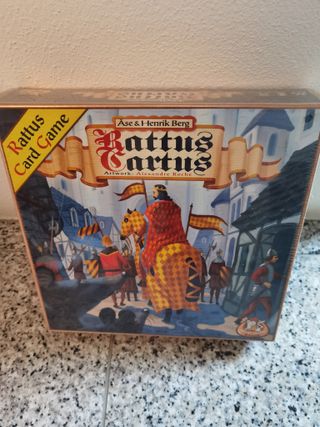 Åse & Henrik Berg
Rattus
Cartus
Artwork: Alexandre Roche
Rattus
Card Game